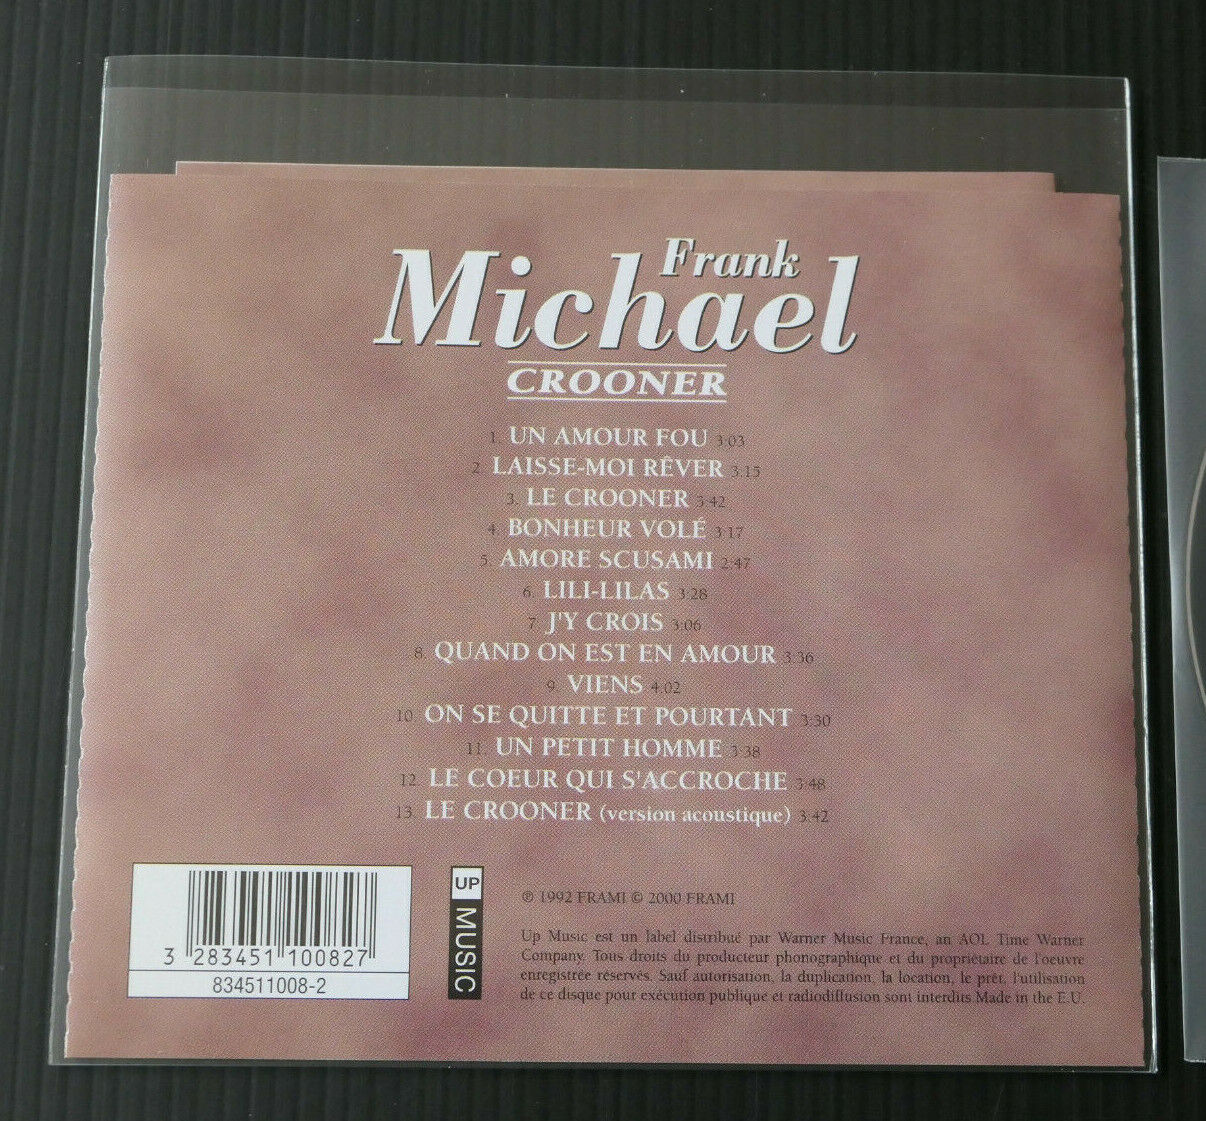 Frank
Michael
CROONER
1. UN AMOUR FOU 3:03
2. LAISSE-MOI RÊVER 3:15
3. LE CROONER 3:42
4. BONHEUR VOLÉ 3:17
5. AMORE SCUSAMI 2:47
6. LILI-LILAS 3:28
7. J'Y CROIS 3:06
8. QUAND ON EST EN AMOUR 3:36
9. VIENS 4:02
10. ON SE QUITTE ET POURTANT 3:30
11. UN PETIT HOMME 3:38
12. LE COEUR QUI S'ACCROCHE 3:48
13. LE CROONER (version acoustique) 3:42
3 283451 100827
834511008-2
UP MUSIC
℗ 1992 FRAMI © 2000 FRAMI
Up Music est un label distribué par Warner Music France, an AOL Time Warner
Company. Tous droits du producteur phonographique et du propriétaire de l'oeuvre
enregistrée réservés. Sauf autorisation, la duplication, la location, le prêt, l'utilisation
de ce disque pour exécution publique et radiodiffusion sont interdits. Made in the E.U.